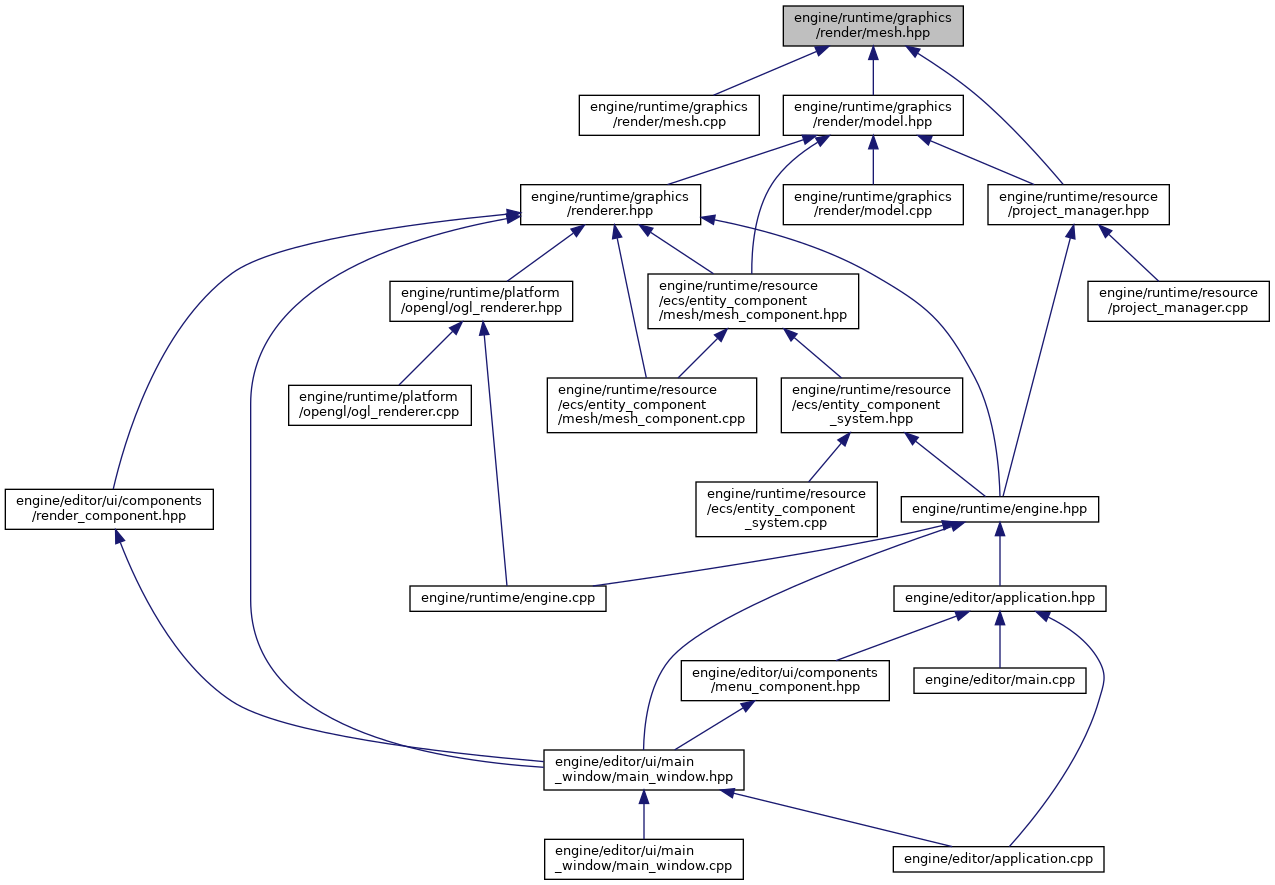 engine/runtime/graphics
/render/mesh.hpp
engine/runtime/graphics
/render/mesh.cpp
engine/runtime/graphics
/render/model.hpp
engine/runtime/graphics
/renderer.hpp
engine/runtime/graphics
/render/model.cpp
engine/runtime/resource
/project_manager.hpp
engine/runtime/platform
/opengl/ogl_renderer.hpp
engine/runtime/resource
/ecs/entity_component
/mesh/mesh_component.hpp
engine/runtime/resource
/project_manager.cpp
engine/runtime/platform
/opengl/ogl_renderer.cpp
engine/runtime/resource
/ecs/entity_component
/mesh/mesh_component.cpp
engine/runtime/resource
/ecs/entity_component
_system.hpp
engine/editor/ui/components
/render_component.hpp
engine/runtime/resource
/ecs/entity_component
_system.cpp
engine/runtime/engine.hpp
engine/runtime/engine.cpp
engine/editor/application.hpp
engine/editor/ui/components
/menu_component.hpp
engine/editor/main.cpp
engine/editor/ui/main
_window/main_window.hpp
engine/editor/ui/main
_window/main_window.cpp
engine/editor/application.cpp